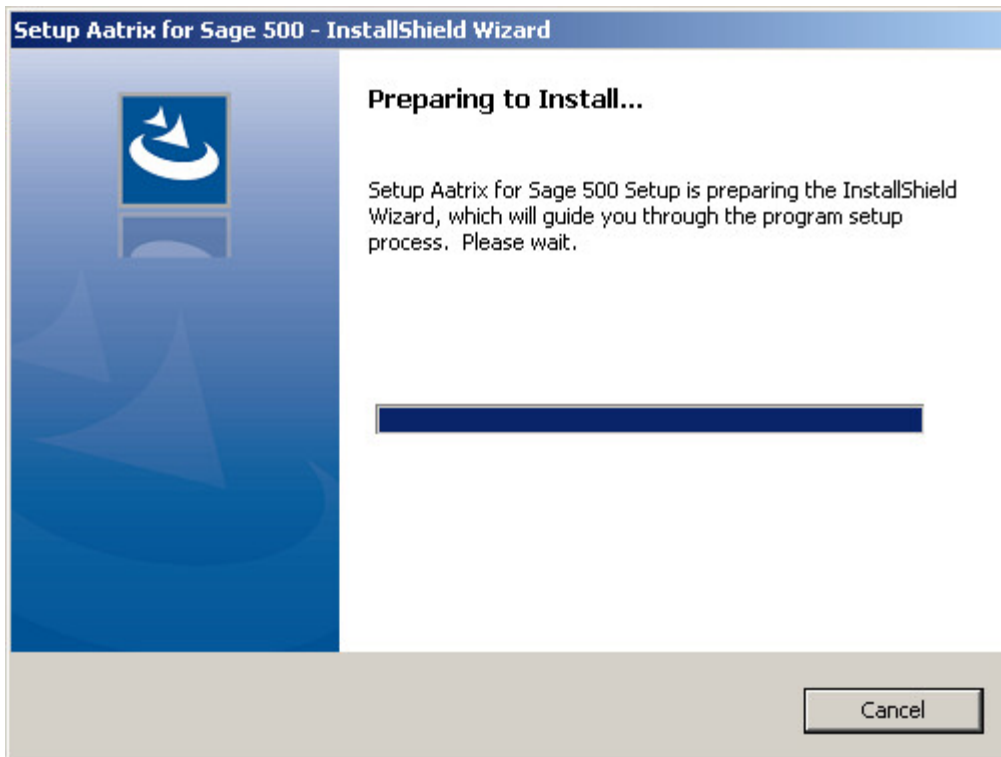 Setup Aatrix for Sage 500 - InstallShield Wizard
Preparing to Install...
Setup Aatrix for Sage 500 Setup is preparing the InstallShield
Wizard, which will guide you through the program setup
process.  Please wait.
Cancel